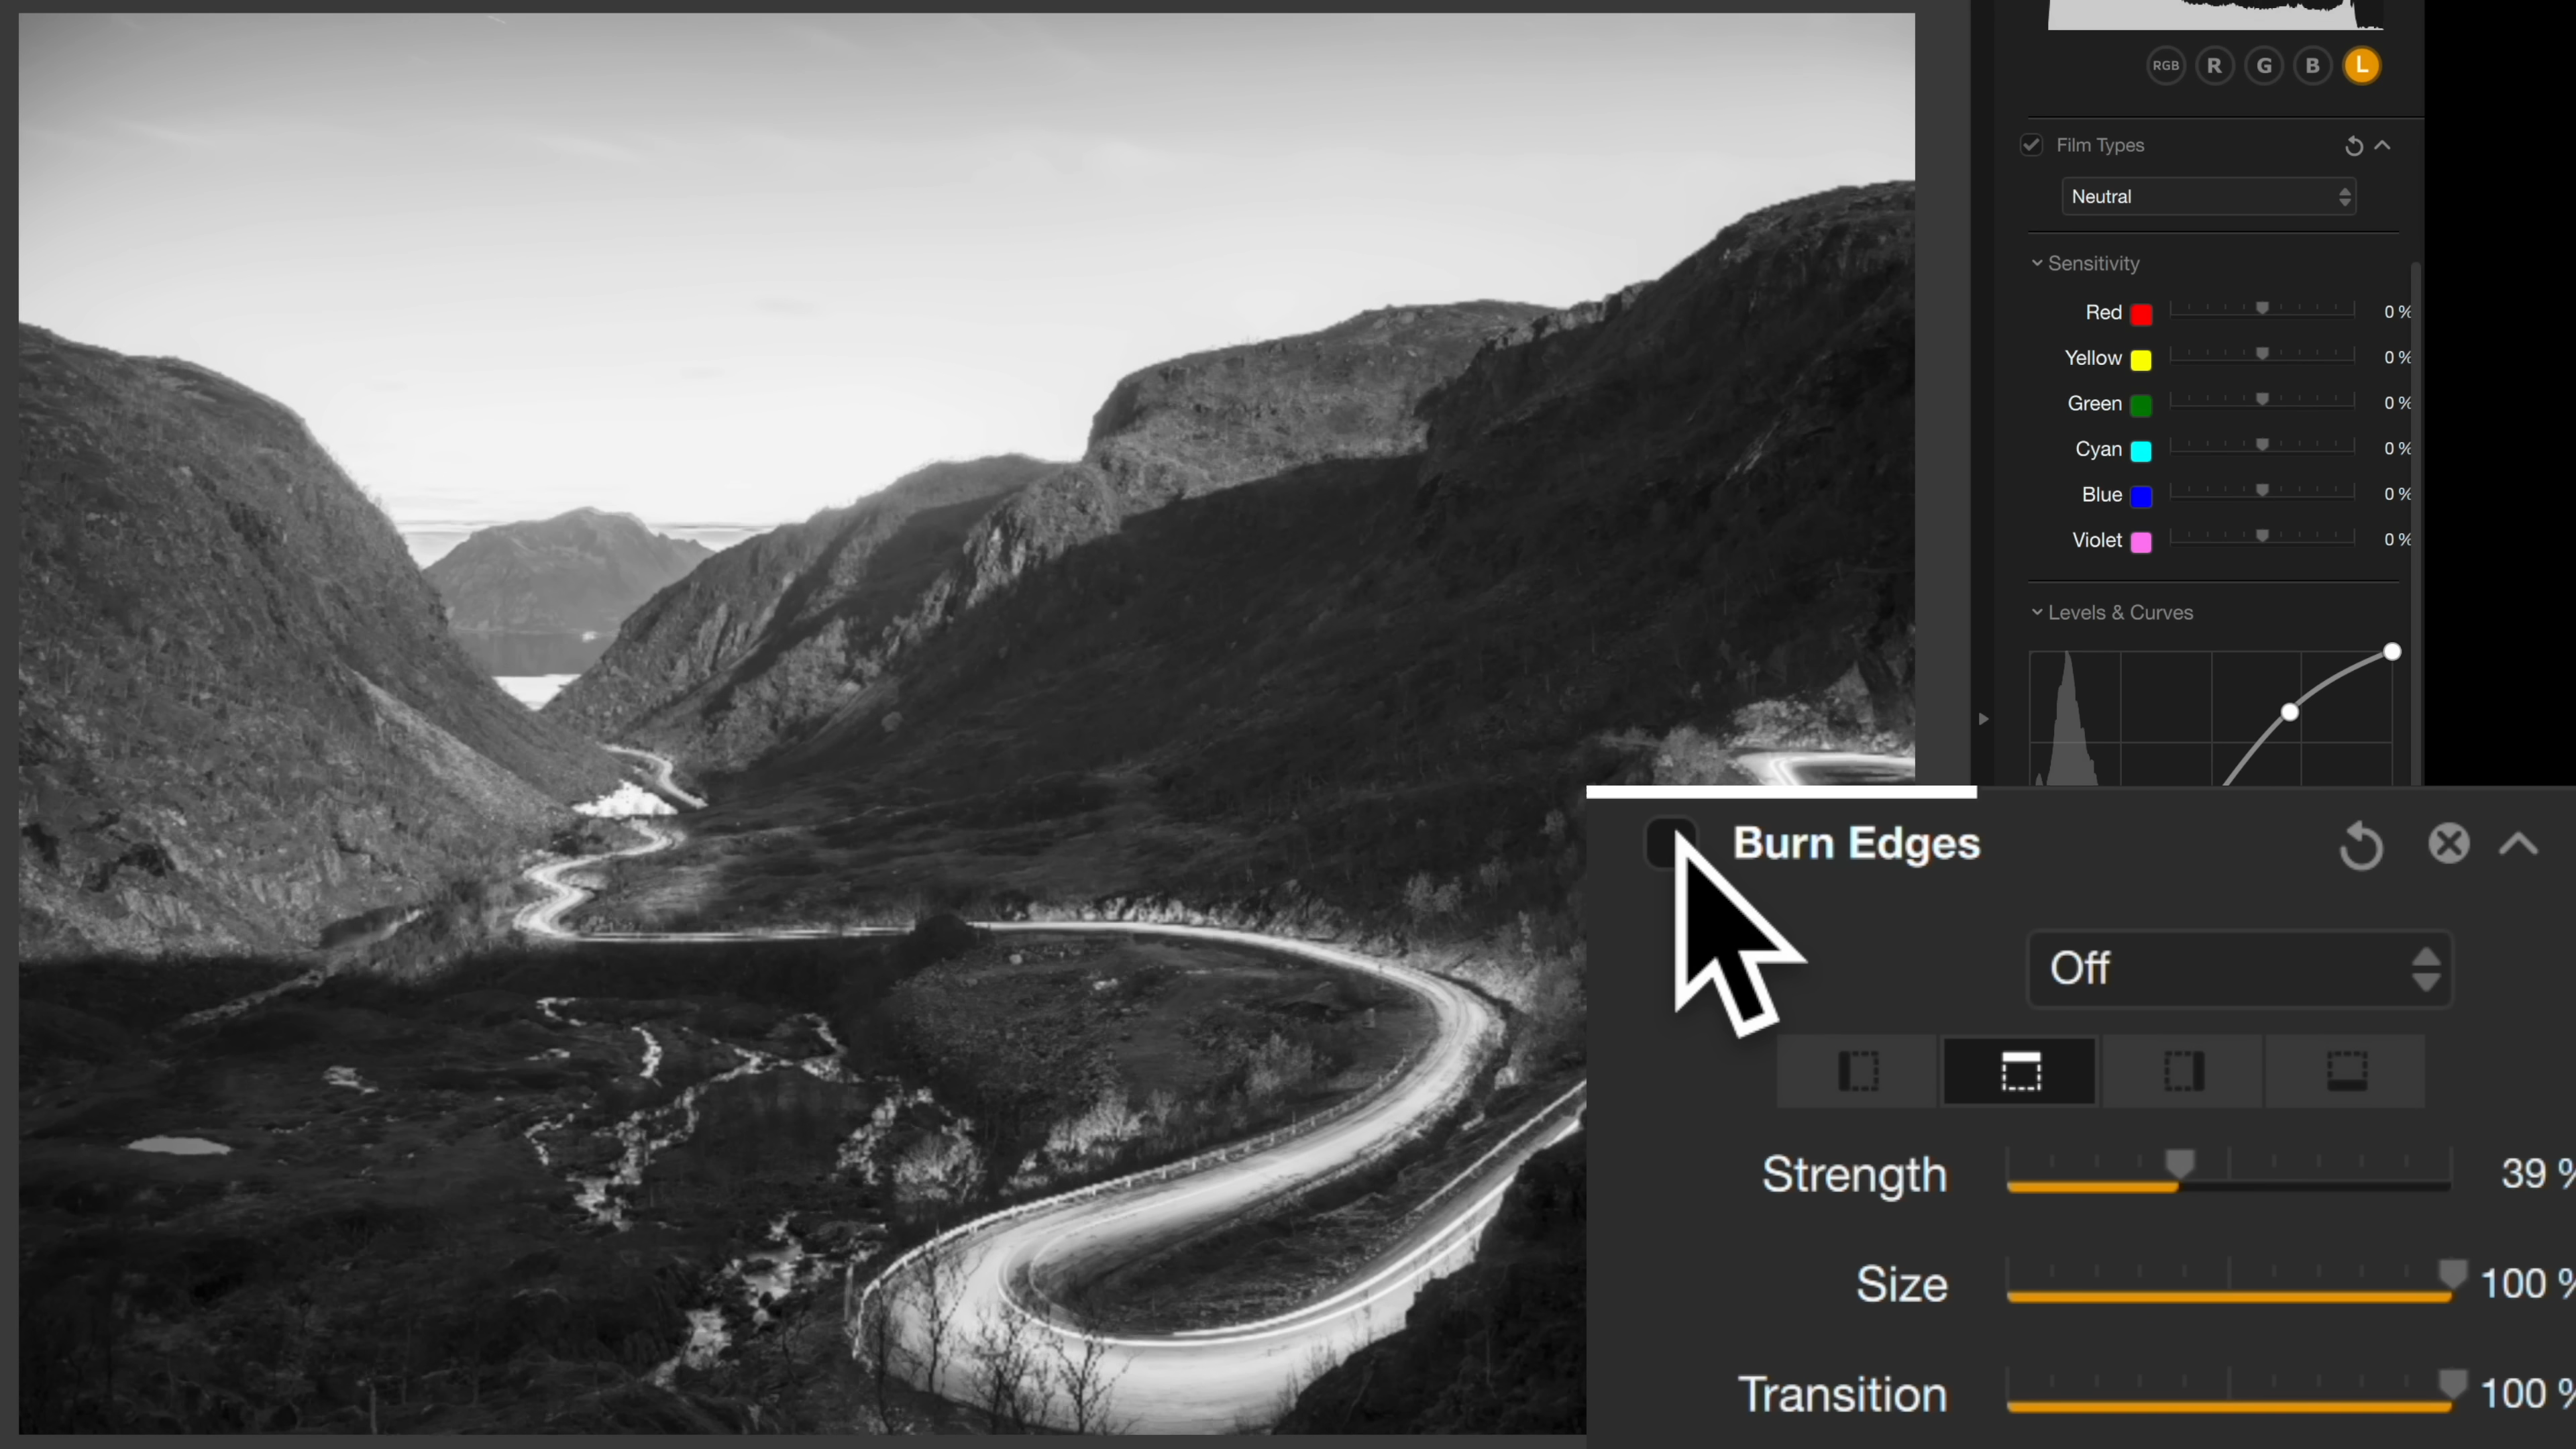 RGB R G B L
Film Types
Neutral
Sensitivity
Red 0 %
Yellow 0 %
Green 0 %
Cyan 0 %
Blue 0 %
Violet 0 %
Levels & Curves
Burn Edges
Off
Strength 39 %
Size 100 %
Transition 100 %